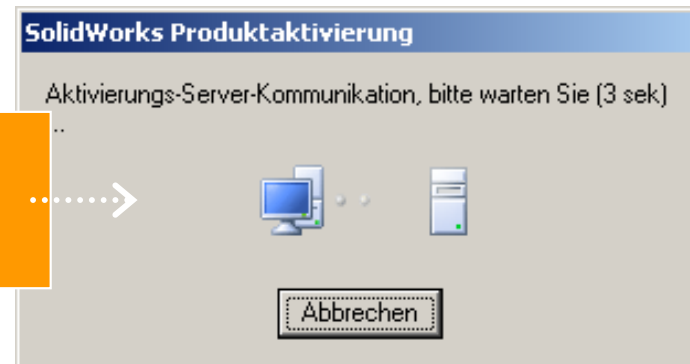 SolidWorks Produktaktivierung
Aktivierungs-Server-Kommunikation, bitte warten Sie (3 sek)
...
Abbrechen